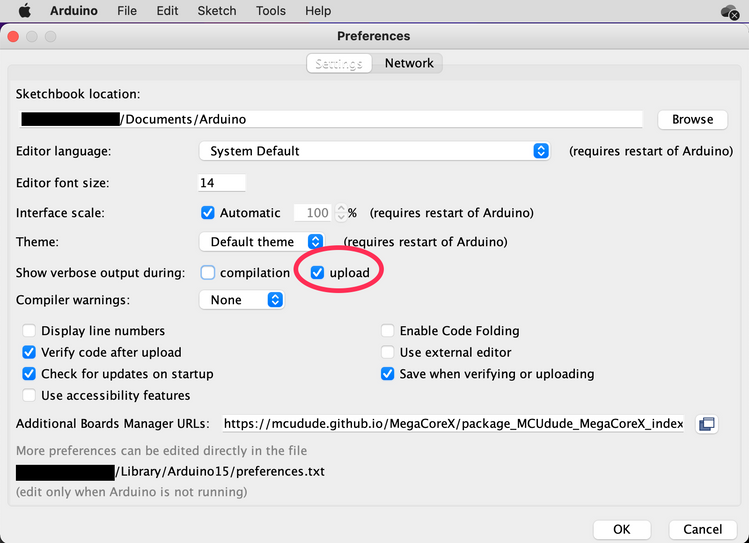 Arduino File Edit Sketch Tools Help
Preferences
Settings Network
Sketchbook location:
/Documents/Arduino Browse
Editor language: System Default (requires restart of Arduino)
Editor font size: 14
Interface scale: Automatic 100 % (requires restart of Arduino)
Theme: Default theme (requires restart of Arduino)
Show verbose output during: compilation upload
Compiler warnings: None
Display line numbers Enable Code Folding
Verify code after upload Use external editor
Check for updates on startup Save when verifying or uploading
Use accessibility features
Additional Boards Manager URLs: https://mcudude.github.io/MegaCoreX/package_MCUdude_MegaCoreX_index
More preferences can be edited directly in the file
/Library/Arduino15/preferences.txt
(edit only when Arduino is not running)
OK Cancel